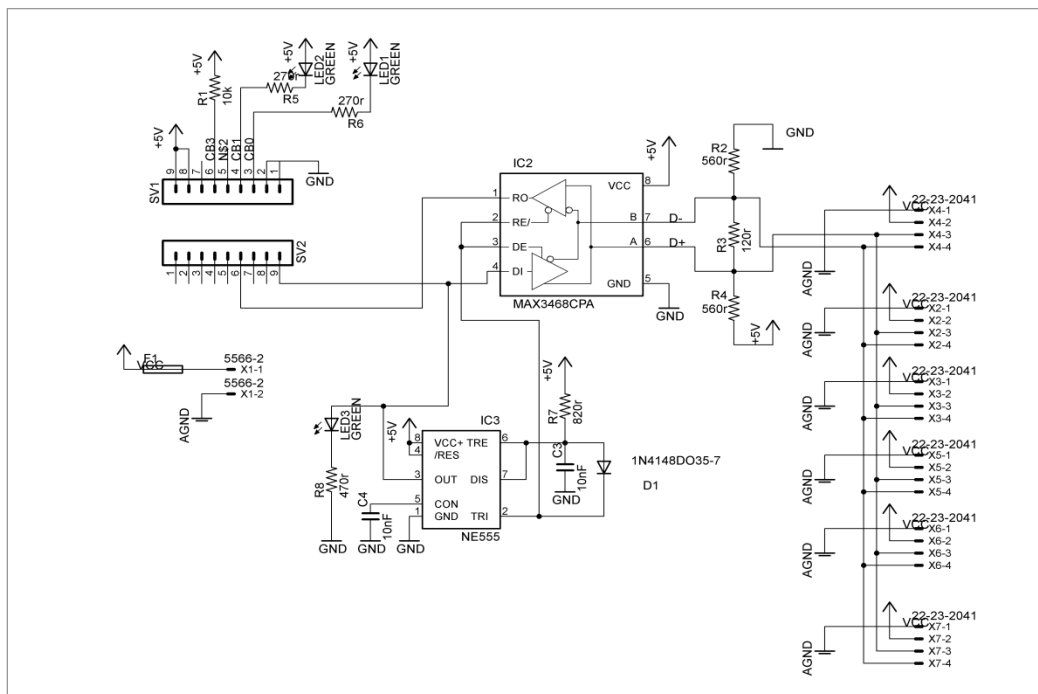 +5V
+5V
+5V
LED2
GREEN
LED1
GREEN
R1
10k
270r
R5
270r
R6
+5V
CB3
N$2
CB1
CB0
9
8
7
6
5
4
3
2
1
SV1
GND
SV2
1
2
3
4
5
6
7
8
9
IC2
+5V
1
RO
VCC
8
2
RE/
B
7
D-
3
DE
A
6
D+
4
DI
GND
5
MAX3468CPA
GND
R2
560r
GND
R3
120r
R4
560r
+5V
22-23-2041
VCC
X4-1
X4-2
X4-3
X4-4
AGND
22-23-2041
VCC
X2-1
X2-2
X2-3
X2-4
AGND
22-23-2041
VCC
X3-1
X3-2
X3-3
X3-4
AGND
22-23-2041
VCC
X5-1
X5-2
X5-3
X5-4
AGND
22-23-2041
VCC
X6-1
X6-2
X6-3
X6-4
AGND
22-23-2041
VCC
X7-1
X7-2
X7-3
X7-4
AGND
F1
VCC
5566-2
X1-1
5566-2
X1-2
AGND
LED3
GREEN
R8
470r
GND
+5V
IC3
8
VCC+
TRE
6
4
/RES
3
OUT
DIS
7
5
CON
1
GND
TRI
2
NE555
C4
10nF
GND
GND
+5V
R7
820r
C3
10nF
GND
1N4148DO35-7
D1